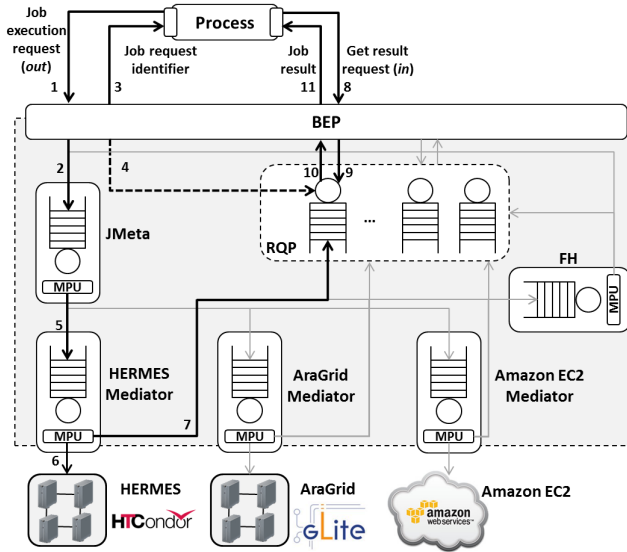 Process
Job
execution
request
(out)
1
Job request
identifier
3
Job
result
11
Get result
request (in)
8
BEP
2
4
10
9
JMeta
...
RQP
MPU
FH
MPU
5
HERMES
Mediator
AraGrid
Mediator
Amazon EC2
Mediator
7
MPU
MPU
MPU
6
HERMES
HTCondor
AraGrid
gLite
amazon
webservices™
Amazon EC2